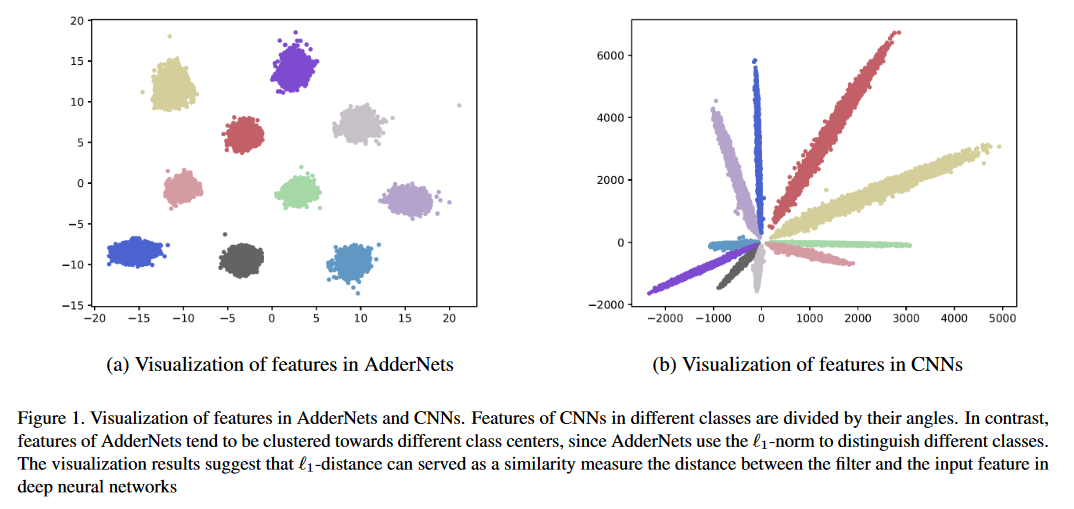 20
15
10
5
0
−5
−10
−15
−20 −15 −10 −5 0 5 10 15 20
(a) Visualization of features in AdderNets
6000
4000
2000
0
−2000
−2000 −1000 0 1000 2000 3000 4000 5000
(b) Visualization of features in CNNs
Figure 1. Visualization of features in AdderNets and CNNs. Features of CNNs in different classes are divided by their angles. In contrast,
features of AdderNets tend to be clustered towards different class centers, since AdderNets use the ℓ1-norm to distinguish different classes.
The visualization results suggest that ℓ1-distance can served as a similarity measure the distance between the filter and the input feature in
deep neural networks